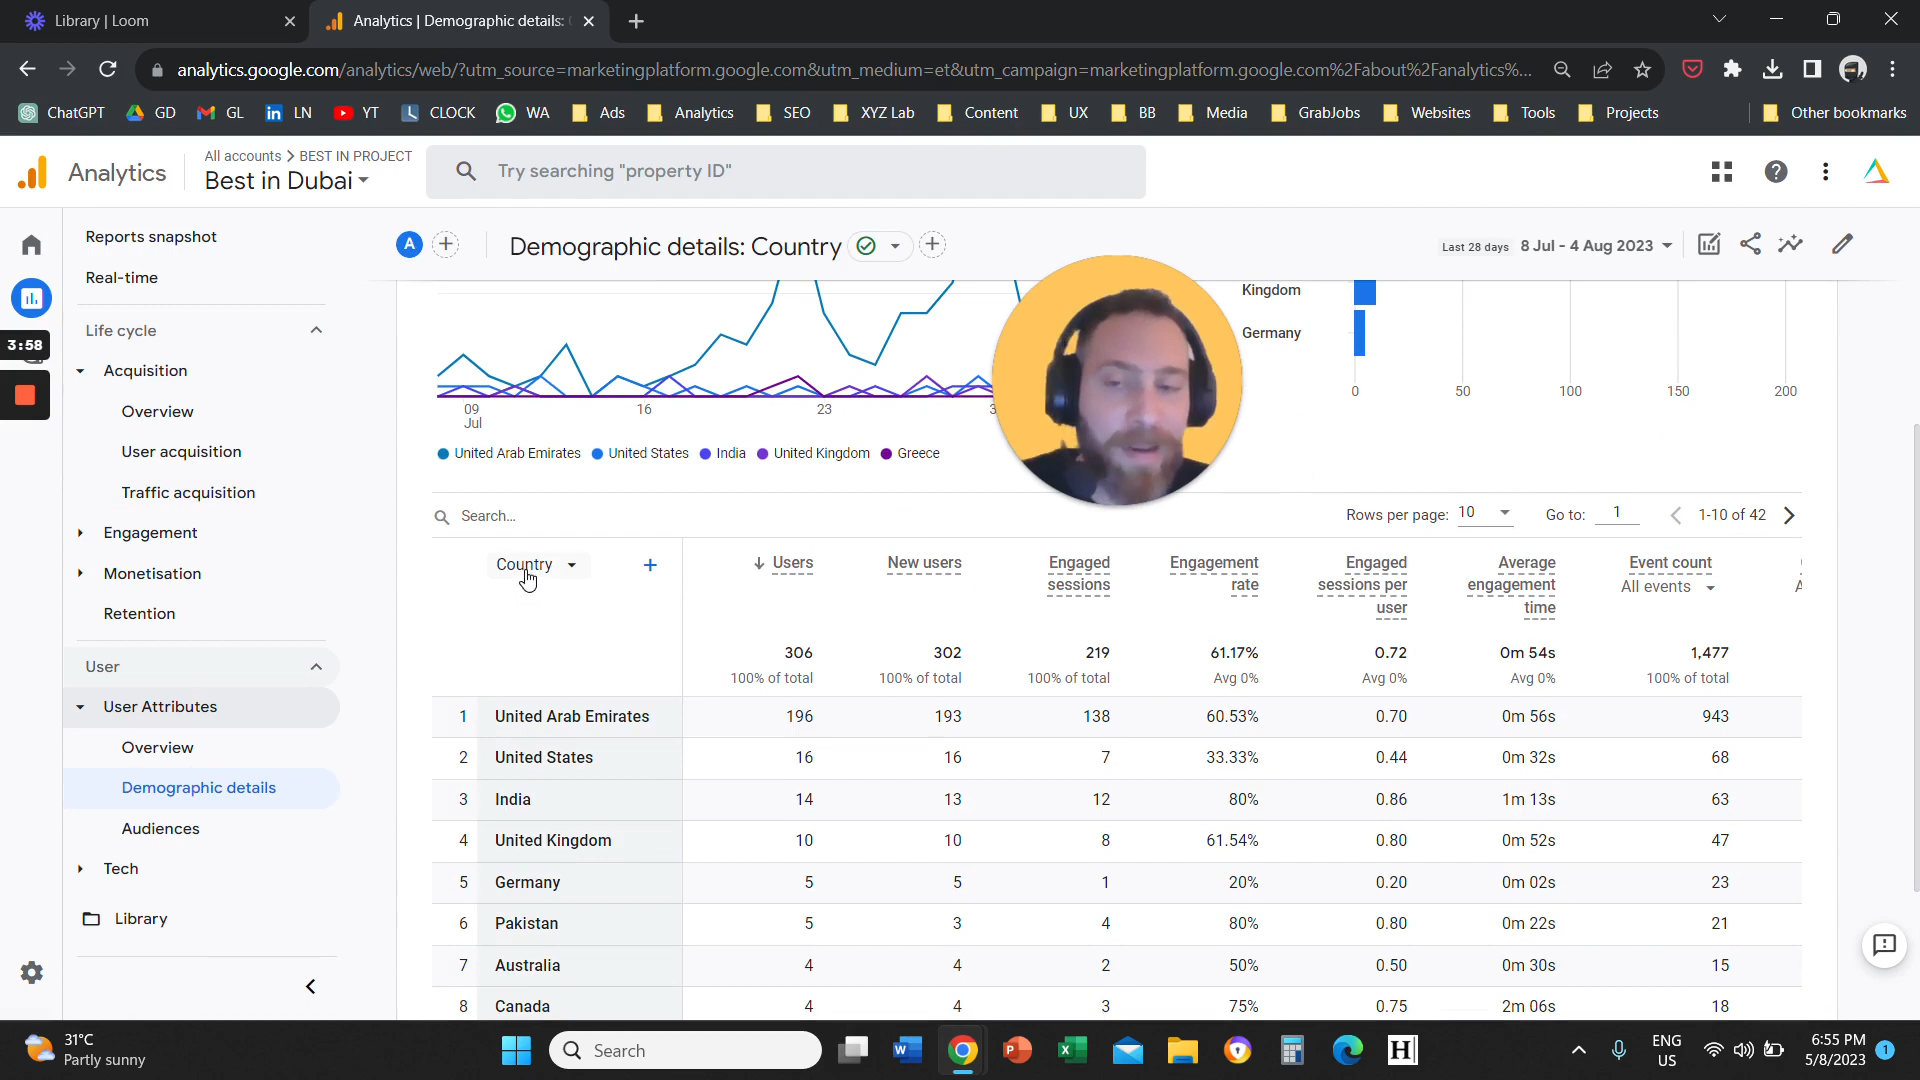 Library | Loom
Analytics | Demographic details:
analytics.google.com/analytics/web/?utm_source=marketingplatform.google.com&utm_medium=et&utm_campaign=marketingplatform.google.com%2Fabout%2Fanalytics%...
ChatGPT GD GL LN YT CLOCK WA Ads Analytics SEO XYZ Lab Content UX BB Media GrabJobs Websites Tools Projects Other bookmarks
Analytics
All accounts > BEST IN PROJECT
Best in Dubai
Try searching "property ID"
Reports snapshot
Real-time
Life cycle
3:58
Acquisition
Overview
User acquisition
Traffic acquisition
Engagement
Monetisation
Retention
User
User Attributes
Overview
Demographic details
Audiences
Tech
Library
A
Demographic details: Country
Last 28 days 8 Jul - 4 Aug 2023
Kingdom
Germany
0 50 100 150 200
09 16 23
Jul
United Arab Emirates United States India United Kingdom Greece
Search...
Rows per page: 10 Go to: 1 1-10 of 42
Country
Users
New users
Engaged
sessions
Engagement
rate
Engaged
sessions per
user
Average
engagement
time
Event count
All events
306 302 219 61.17% 0.72 0m 54s 1,477
100% of total 100% of total 100% of total Avg 0% Avg 0% Avg 0% 100% of total
1 United Arab Emirates 196 193 138 60.53% 0.70 0m 56s 943
2 United States 16 16 7 33.33% 0.44 0m 32s 68
3 India 14 13 12 80% 0.86 1m 13s 63
4 United Kingdom 10 10 8 61.54% 0.80 0m 52s 47
5 Germany 5 5 1 20% 0.20 0m 02s 23
6 Pakistan 5 3 4 80% 0.80 0m 22s 21
7 Australia 4 4 2 50% 0.50 0m 30s 15
8 Canada 4 4 3 75% 0.75 2m 06s 18
31°C
Partly sunny
Search
H
ENG
US
6:55 PM
5/8/2023
1